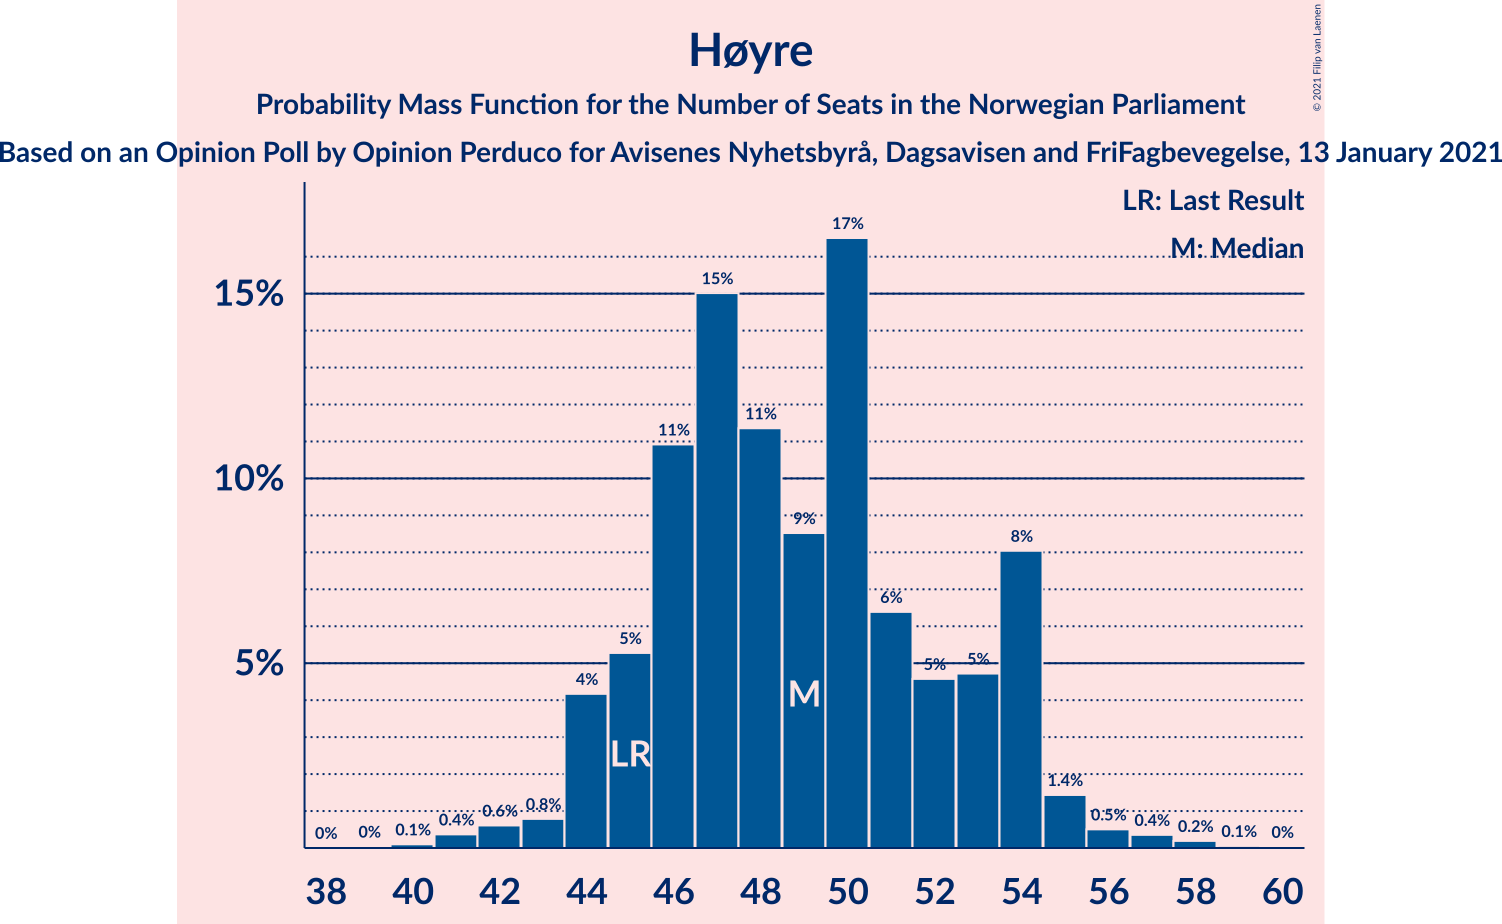 Høyre
Probability Mass Function for the Number of Seats in the Norwegian Parliament
Based on an Opinion Poll by Opinion Perduco for Avisenes Nyhetsbyrå, Dagsavisen and FriFagbevegelse, 13 January 2021
© 2021 Filip van Laenen
LR: Last Result
M: Median
15%
10%
5%
0% 0% 0.1% 0.4% 0.6% 0.8% 4% 5% 11% 15% 11% 9% 17% 6% 5% 5% 8% 1.4% 0.5% 0.4% 0.2% 0.1% 0%
LR
M
38 40 42 44 46 48 50 52 54 56 58 60